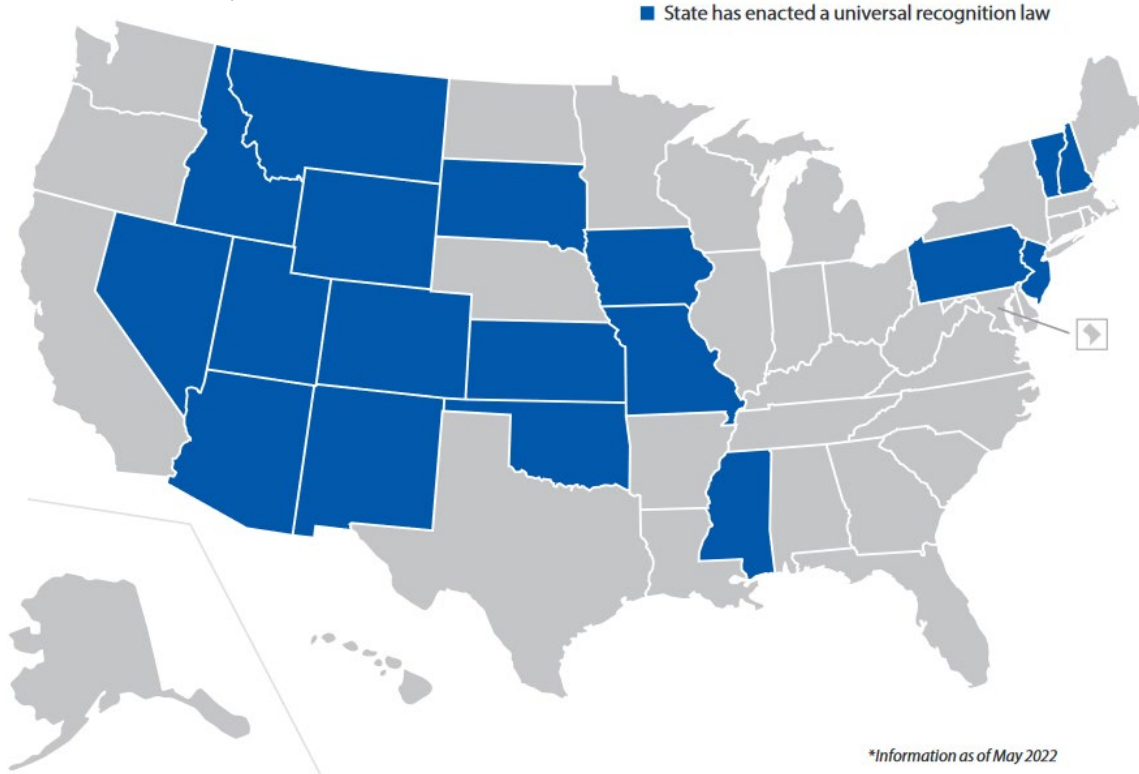 State has enacted a universal recognition law
*Information as of May 2022